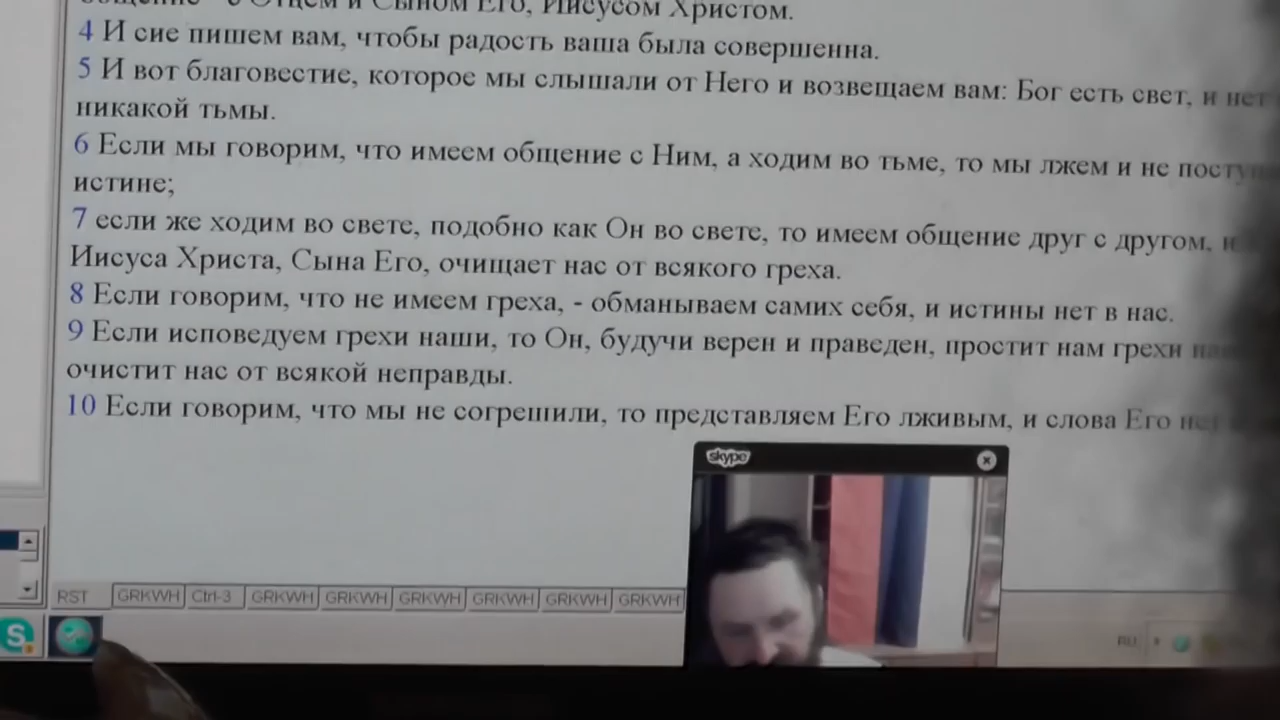 общение - с Отцем и Сыном Его, Иисусом Христом.
4 И сие пишем вам, чтобы радость ваша была совершенна.
5 И вот благовестие, которое мы слышали от Него и возвещаем вам: Бог есть свет, и нет
никакой тьмы.
6 Если мы говорим, что имеем общение с Ним, а ходим во тьме, то мы лжем и не
истине;
7 если же ходим во свете, подобно как Он во свете, то имеем общение друг с другом, и
Иисуса Христа, Сына Его, очищает нас от всякого греха.
8 Если говорим, что не имеем греха, - обманываем самих себя, и истины нет в нас.
9 Если исповедуем грехи наши, то Он, будучи верен и праведен, простит нам грехи
очистит нас от всякой неправды.
10 Если говорим, что мы не согрешили, то представляем Его лживым, и слова Его
skype
RST GRKWH Ctrl-3 GRKWH GRKWH GRKWH GRKWH GRKWH GRKWH
S RU